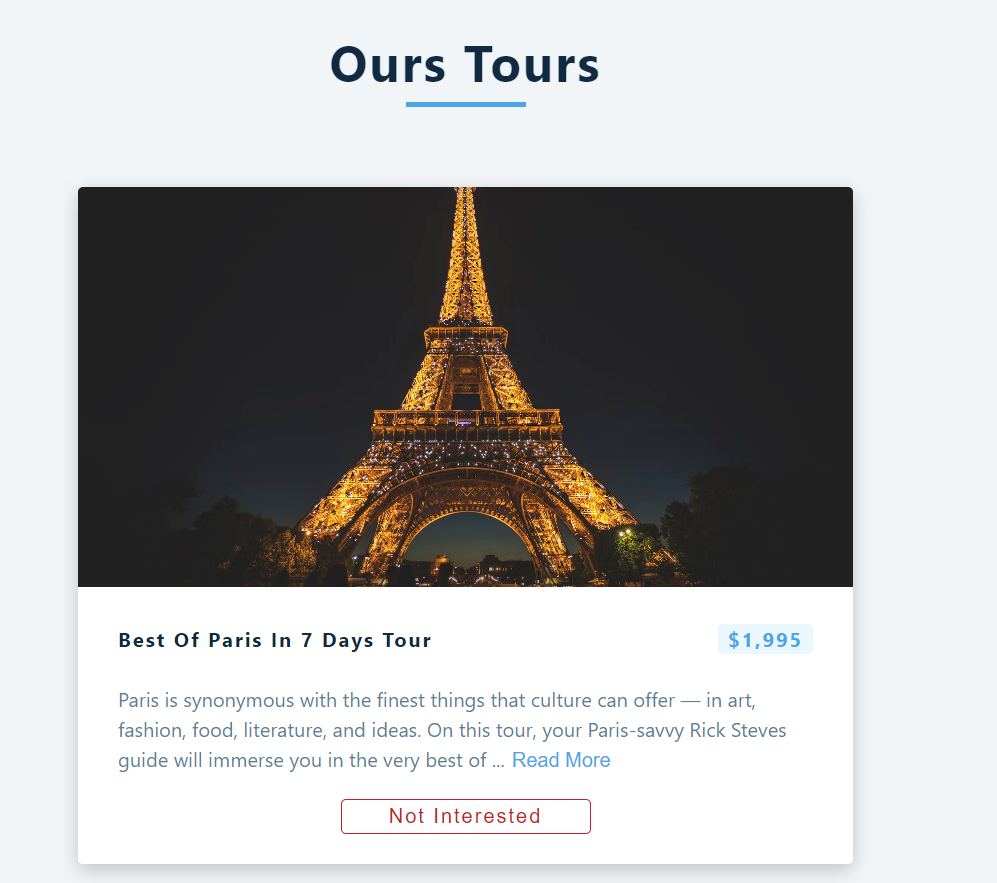 Ours Tours
Best Of Paris In 7 Days Tour
$1,995
Paris is synonymous with the finest things that culture can offer — in art,
fashion, food, literature, and ideas. On this tour, your Paris-savvy Rick Steves
guide will immerse you in the very best of ... Read More
Not Interested